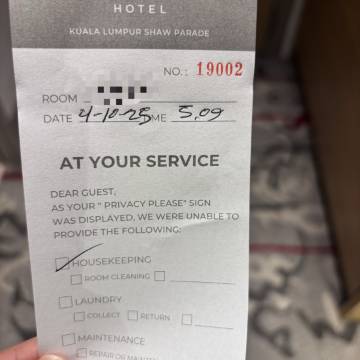 HOTEL
KUALA LUMPUR SHAW PARADE
NO.: 19002
ROOM
DATE 4-10-25 ME 5.09
AT YOUR SERVICE
DEAR GUEST,
AS YOUR " PRIVACY PLEASE" SIGN
WAS DISPLAYED, WE WERE UNABLE TO
PROVIDE THE FOLLOWING:
HOUSEKEEPING
ROOM CLEANING
LAUNDRY
COLLECT RETURN
MAINTENANCE
REPAIR OR